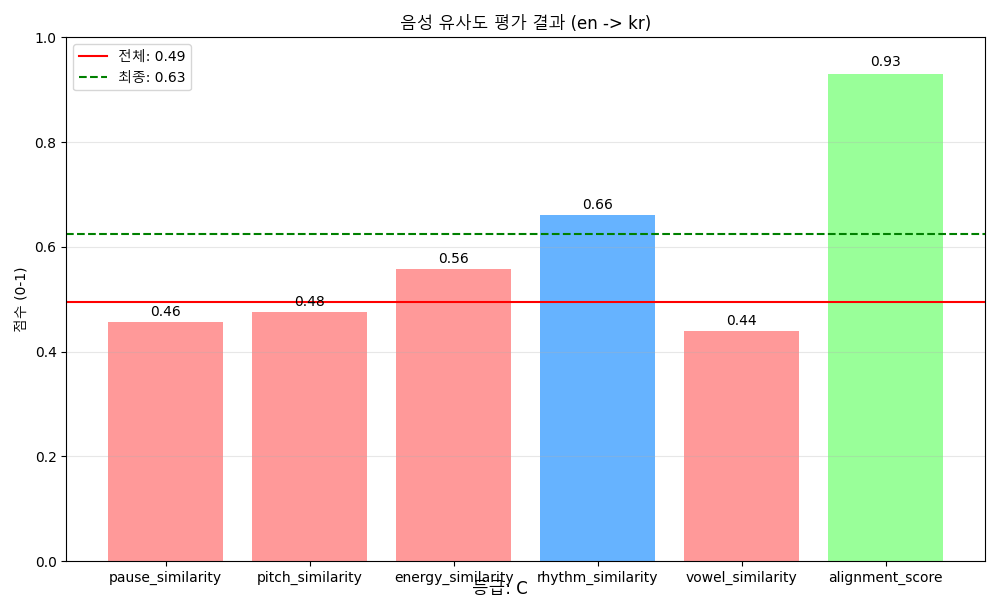 음성 유사도 평가 결과 (en -> kr)
전체: 0.49
최종: 0.63
점수 (0-1)
1.0
0.8
0.6
0.4
0.2
0.0
0.46
0.48
0.56
0.66
0.44
0.93
pause_similarity
pitch_similarity
energy_similarity
rhythm_similarity
vowel_similarity
alignment_score
등급: C